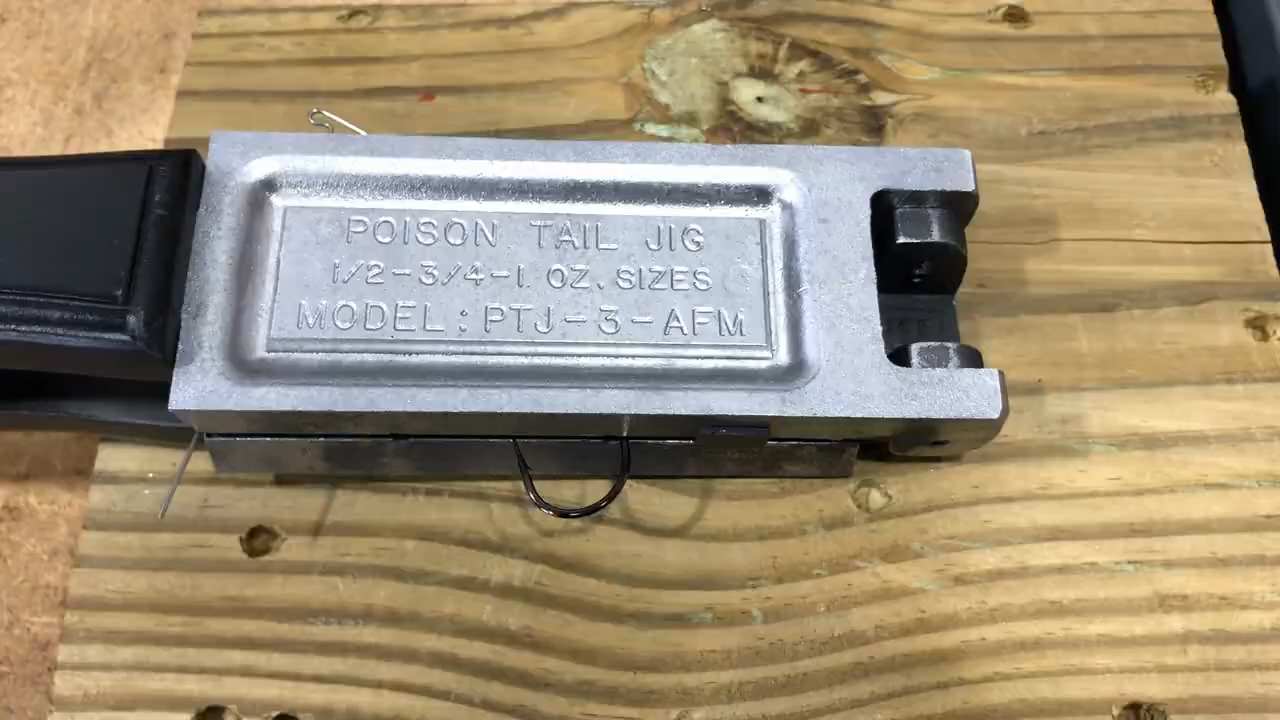 POISON TAIL JIG
1/2-3/4-1 OZ. SIZES
MODEL: PTJ-3-AFM